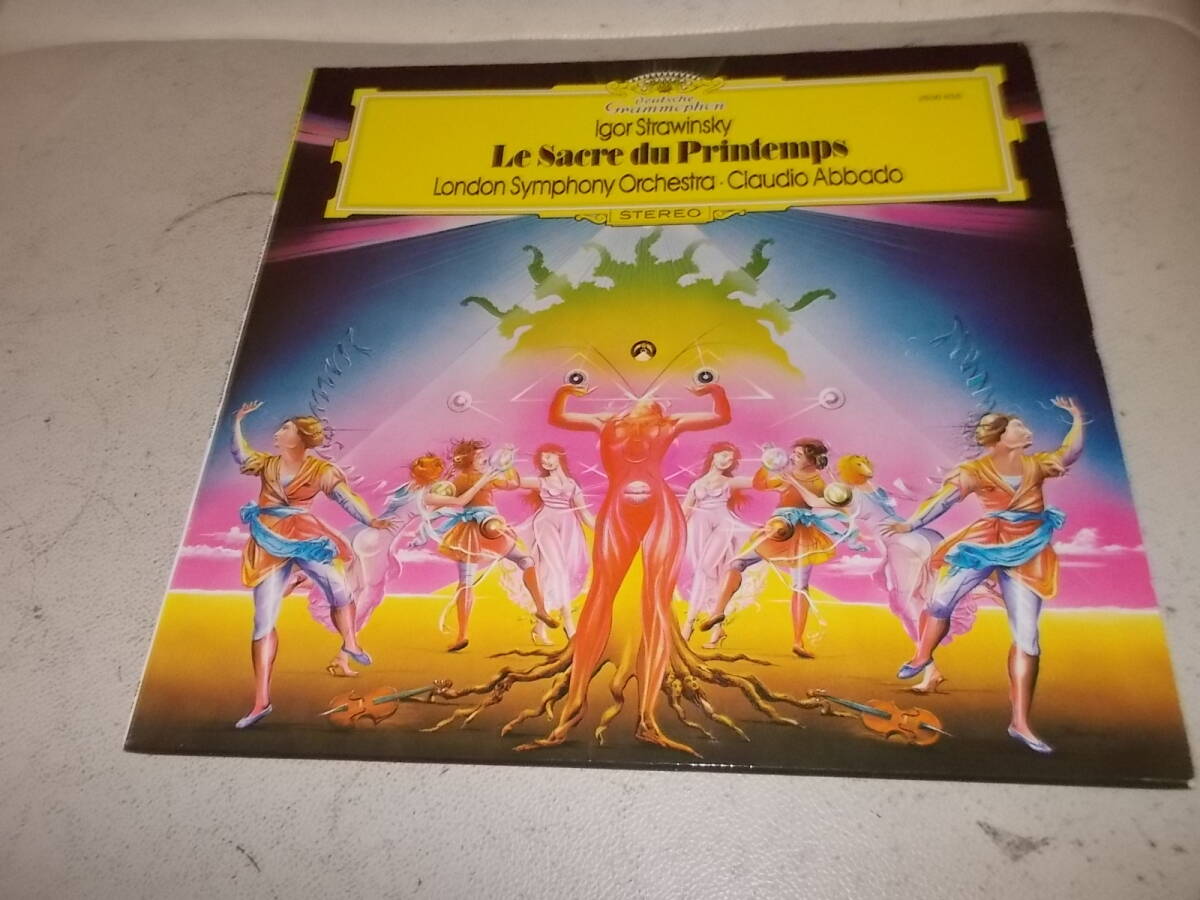 Deutsche
Grammophon
Igor Strawinsky
Le Sacre du Printemps
London Symphony Orchestra · Claudio Abbado
STEREO